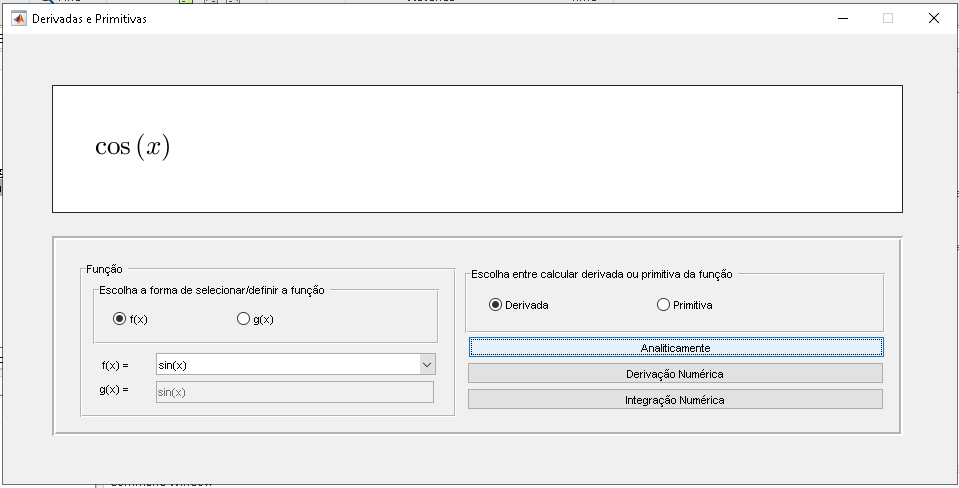 Derivadas e Primitivas
cos (x)
Função
Escolha a forma de selecionar/definir a função
f(x)
g(x)
f(x) =
sin(x)
g(x) =
sin(x)
Escolha entre calcular derivada ou primitiva da função
Derivada
Primitiva
Analiticamente
Derivação Numérica
Integração Numérica